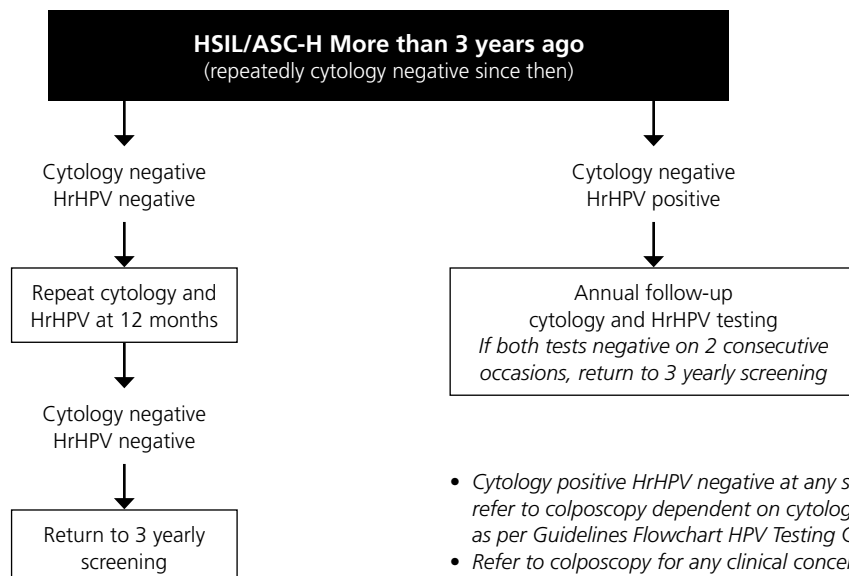 HSIL/ASC-H More than 3 years ago
(repeatedly cytology negative since then)
Cytology negative
HrHPV negative
Repeat cytology and
HrHPV at 12 months
Cytology negative
HrHPV negative
Return to 3 yearly
screening
Cytology negative
HrHPV positive
Annual follow-up
cytology and HrHPV testing
If both tests negative on 2 consecutive
occasions, return to 3 yearly screening
• Cytology positive HrHPV negative at any
refer to colposcopy dependent on
as per Guidelines Flowchart HPV Testing
• Refer to colposcopy for any clinical